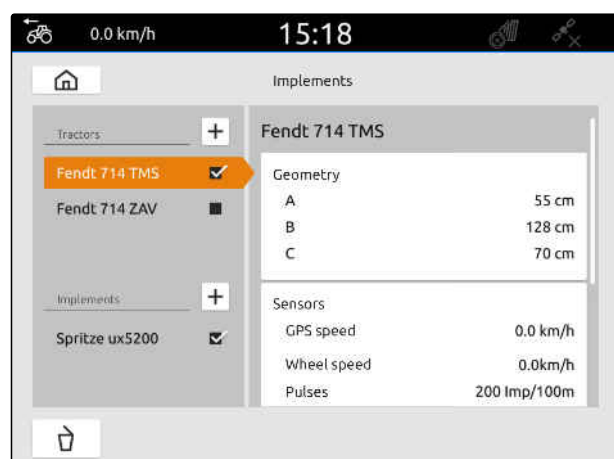 0.0 km/h 15:18
Implements
Tractors +
Fendt 714 TMS
Fendt 714 ZAV
Implements +
Spritze ux5200
Fendt 714 TMS
Geometry
A 55 cm
B 128 cm
C 70 cm
Sensors
GPS speed 0.0 km/h
Wheel speed 0.0km/h
Pulses 200 Imp/100m